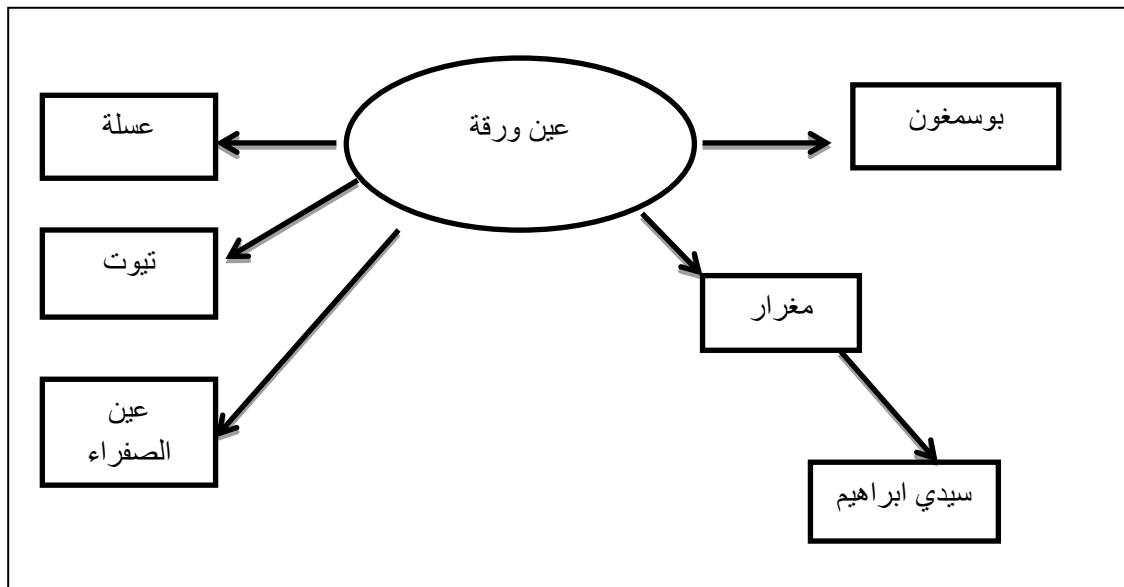 عين ورقة
بوسمغون
عسلة
تيوت
مغرار
عين
الصفراء
سيدي ابراهيم